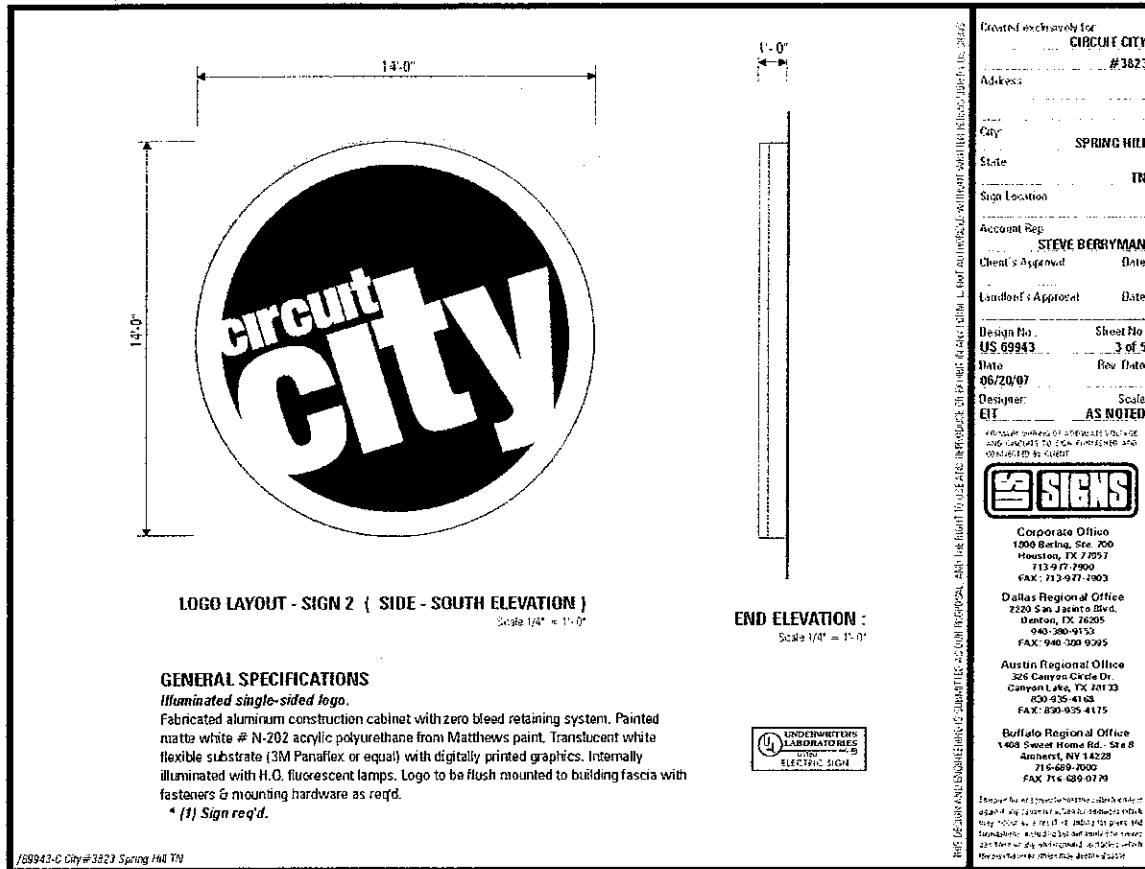 14'-0"
1'-0"
14'-0"
circuit
city
LOGO LAYOUT - SIGN 2 ( SIDE - SOUTH ELEVATION )
Scale 1/4" = 1'-0"
END ELEVATION :
Scale 1/4" = 1'-0"
GENERAL SPECIFICATIONS
Illuminated single-sided logo.
Fabricated aluminum construction cabinet with zero bleed retaining system. Painted
matte white # N-202 acrylic polyurethane from Matthews paint. Translucent white
flexible substrate (3M Panaflex or equal) with digitally printed graphics. Internally
illuminated with H.O. fluorescent lamps. Logo to be flush mounted to building fascia with
fasteners & mounting hardware as req'd.
* (1) Sign req'd.
UL
UNDERWRITERS
LABORATORIES
LISTED
ELECTRIC SIGN
/69943-C City#3823 Spring Hill TN
Created exclusively for
CIRCUIT CITY
#3823
Address
City
SPRING HILL
State
TN
Sign Location
Account Rep
STEVE BERRYMAN
Client's Approval Date
Landlord's Approval Date
Design No. Sheet No
US 69943 3 of 5
Date Rev. Date
06/20/07
Designer: Scale
EIT AS NOTED
US SIGNS
Corporate Office
1800 Bering, Ste. 700
Houston, TX 77057
713-977-7900
FAX: 713-977-7903
Dallas Regional Office
2220 San Jacinto Blvd.
Denton, TX 76205
940-380-9153
FAX: 940-380-9395
Austin Regional Office
326 Canyon Circle Dr.
Canyon Lake, TX 78133
830-935-4168
FAX: 830-935-4175
Buffalo Regional Office
1408 Sweet Home Rd.- Ste 8
Amherst, NY 14228
716-689-7000
FAX 716-689-0779